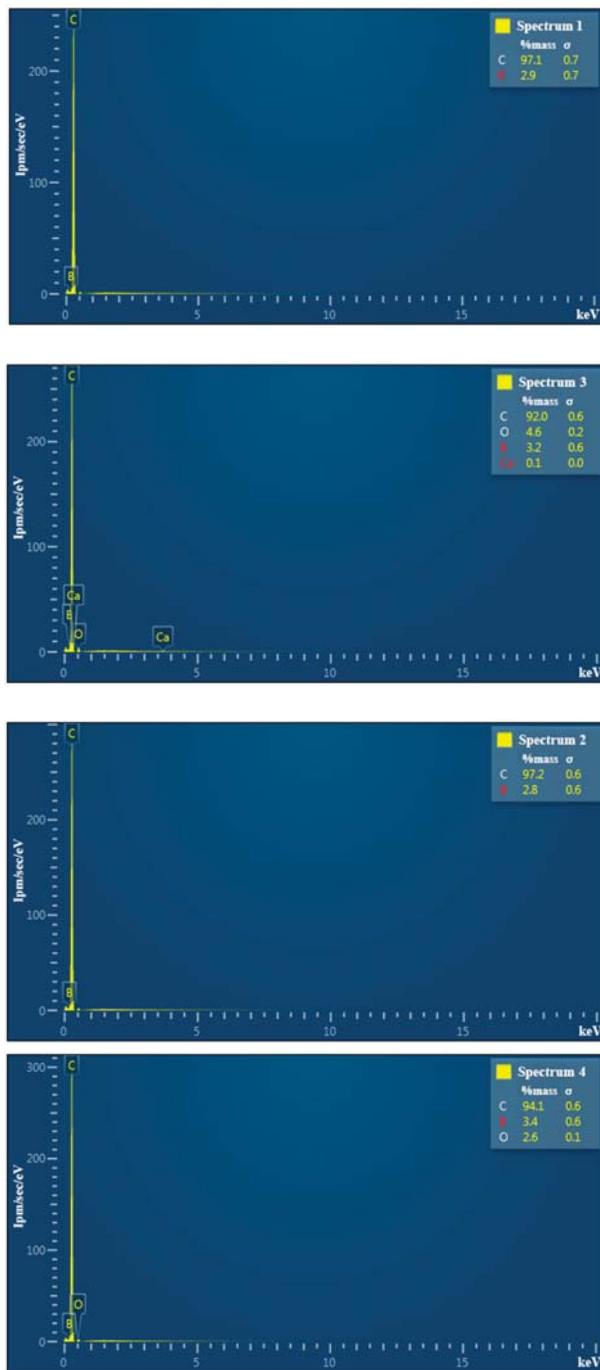 C
Spectrum 1
%mass σ
C 97.1 0.7
B 2.9 0.7
200
100
0
Ipm/sec/eV
B
0 5 10 15 keV
C
Spectrum 3
%mass σ
C 92.0 0.6
O 4.6 0.2
B 3.2 0.6
Ca 0.1 0.0
200
100
0
Ipm/sec/eV
Ca
B
O
Ca
0 5 10 15 keV
C
Spectrum 2
%mass σ
C 97.2 0.6
B 2.8 0.6
200
100
0
Ipm/sec/eV
B
0 5 10 15 keV
C
Spectrum 4
%mass σ
C 94.1 0.6
B 3.4 0.6
O 2.6 0.1
300
200
100
0
Ipm/sec/eV
O
B
0 5 10 15 keV